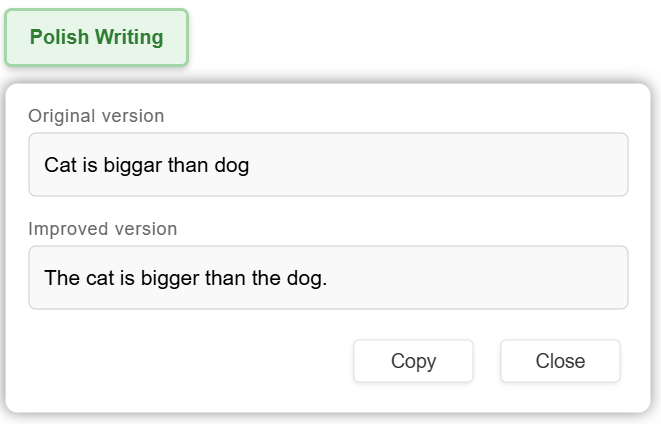 Polish Writing
Original version
Cat is biggar than dog
Improved version
The cat is bigger than the dog.
Copy Close